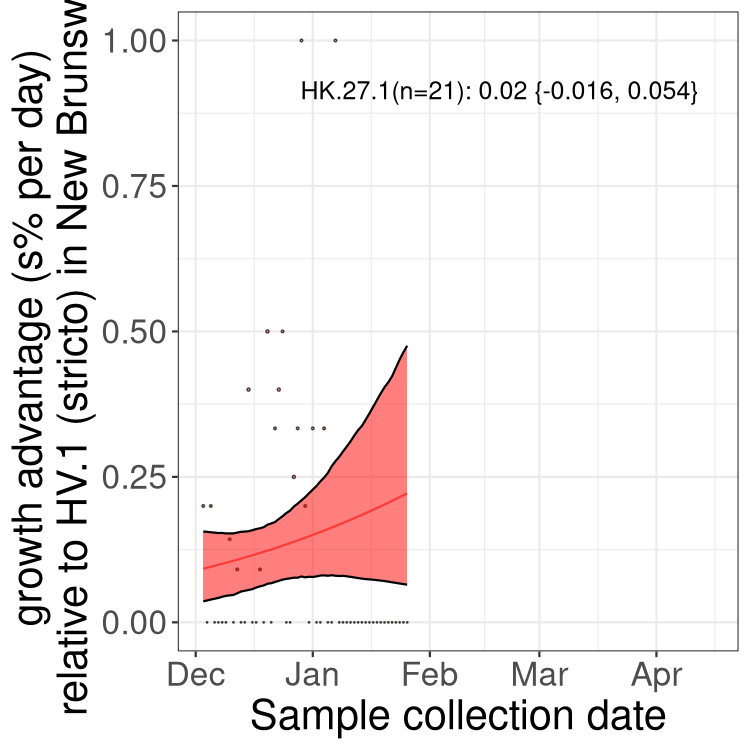 growth advantage (s% per day)
relative to HV.1 (stricto) in New Brunsw
1.00
0.75
0.50
0.25
0.00
HK.27.1(n=21): 0.02 {-0.016, 0.054}
Dec Jan Feb Mar Apr
Sample collection date